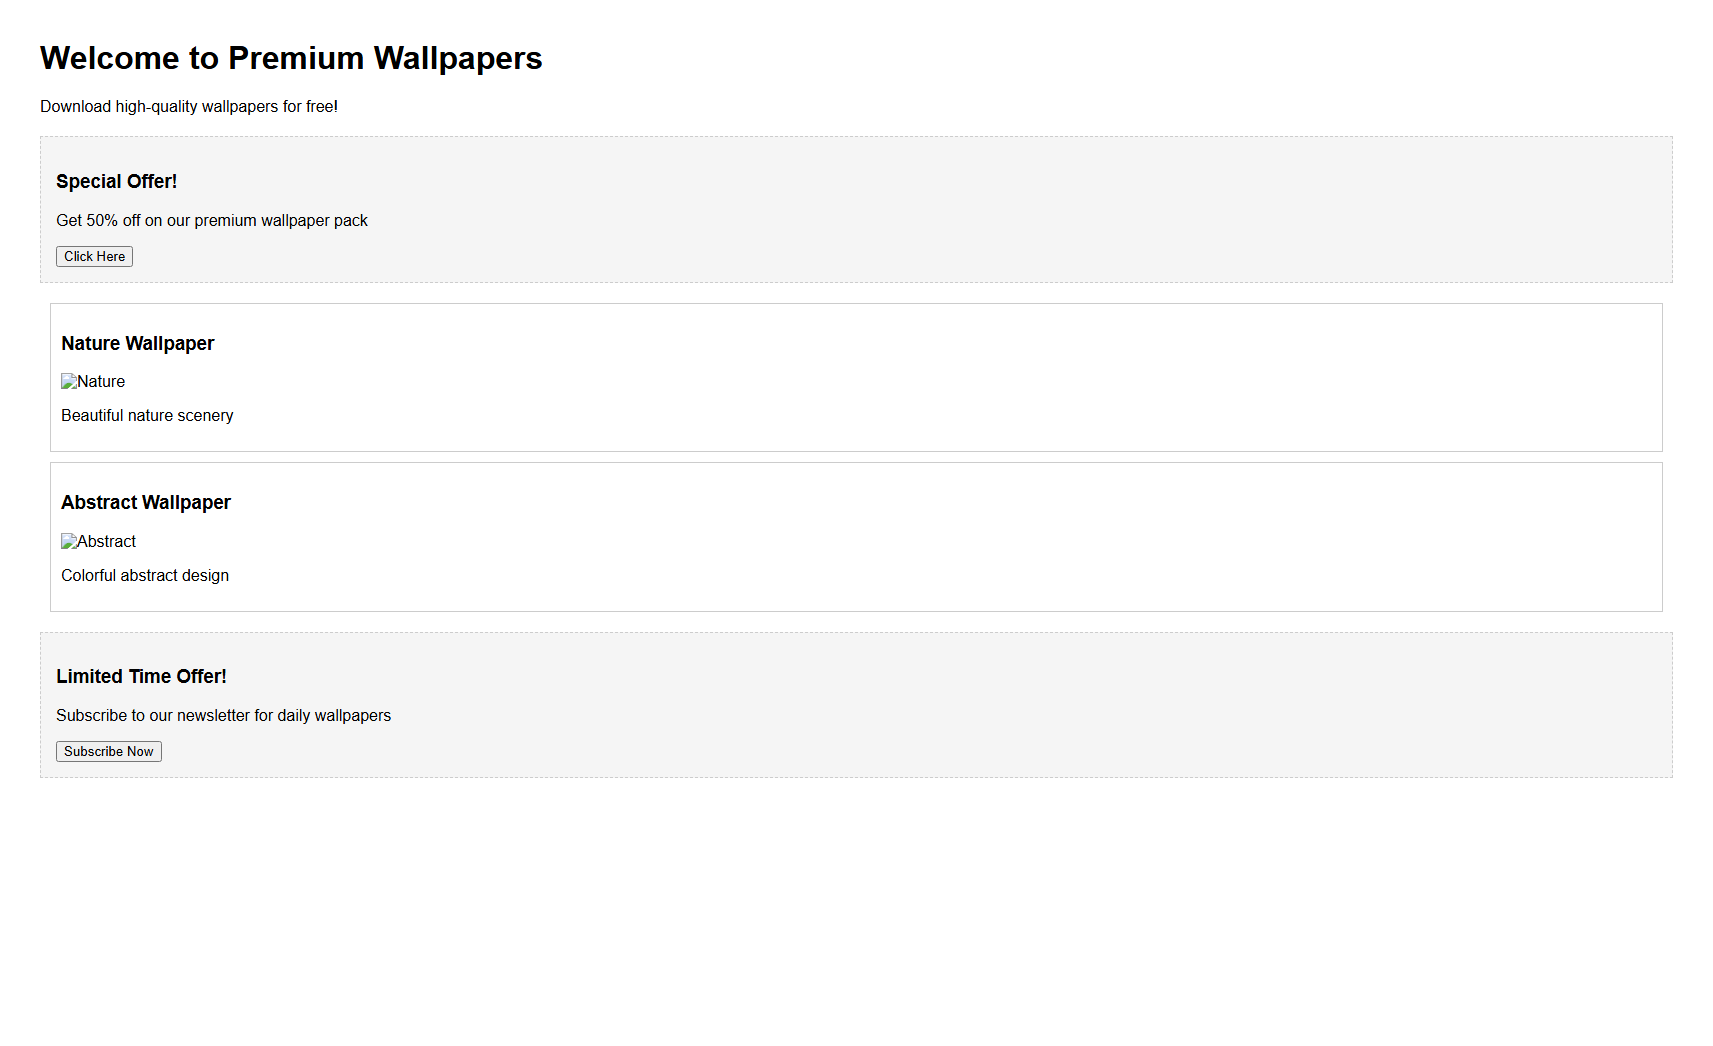 Welcome to Premium Wallpapers
Download high-quality wallpapers for free!
Special Offer!
Get 50% off on our premium wallpaper pack
Click Here
Nature Wallpaper
Nature
Beautiful nature scenery
Abstract Wallpaper
Abstract
Colorful abstract design
Limited Time Offer!
Subscribe to our newsletter for daily wallpapers
Subscribe Now